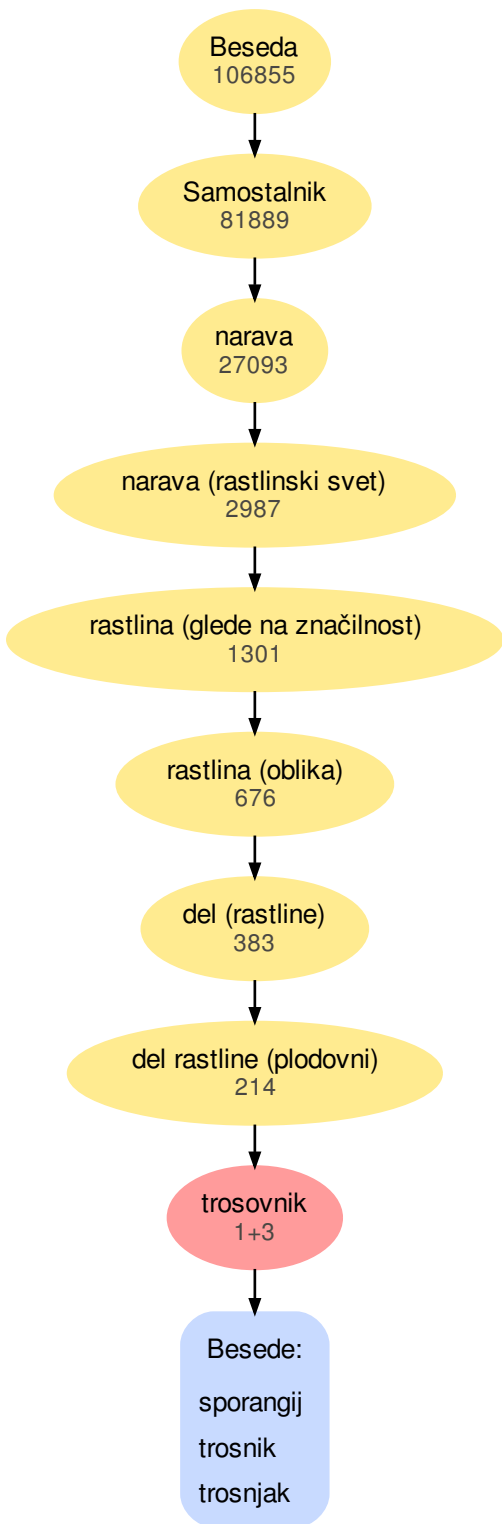 Beseda
106855
Samostalnik
81889
narava
27093
narava (rastlinski svet)
2987
rastlina (glede na značilnost)
1301
rastlina (oblika)
676
del (rastline)
383
del rastline (plodovni)
214
trosovnik
1+3
Besede:
sporangij
trosnik
trosnjak